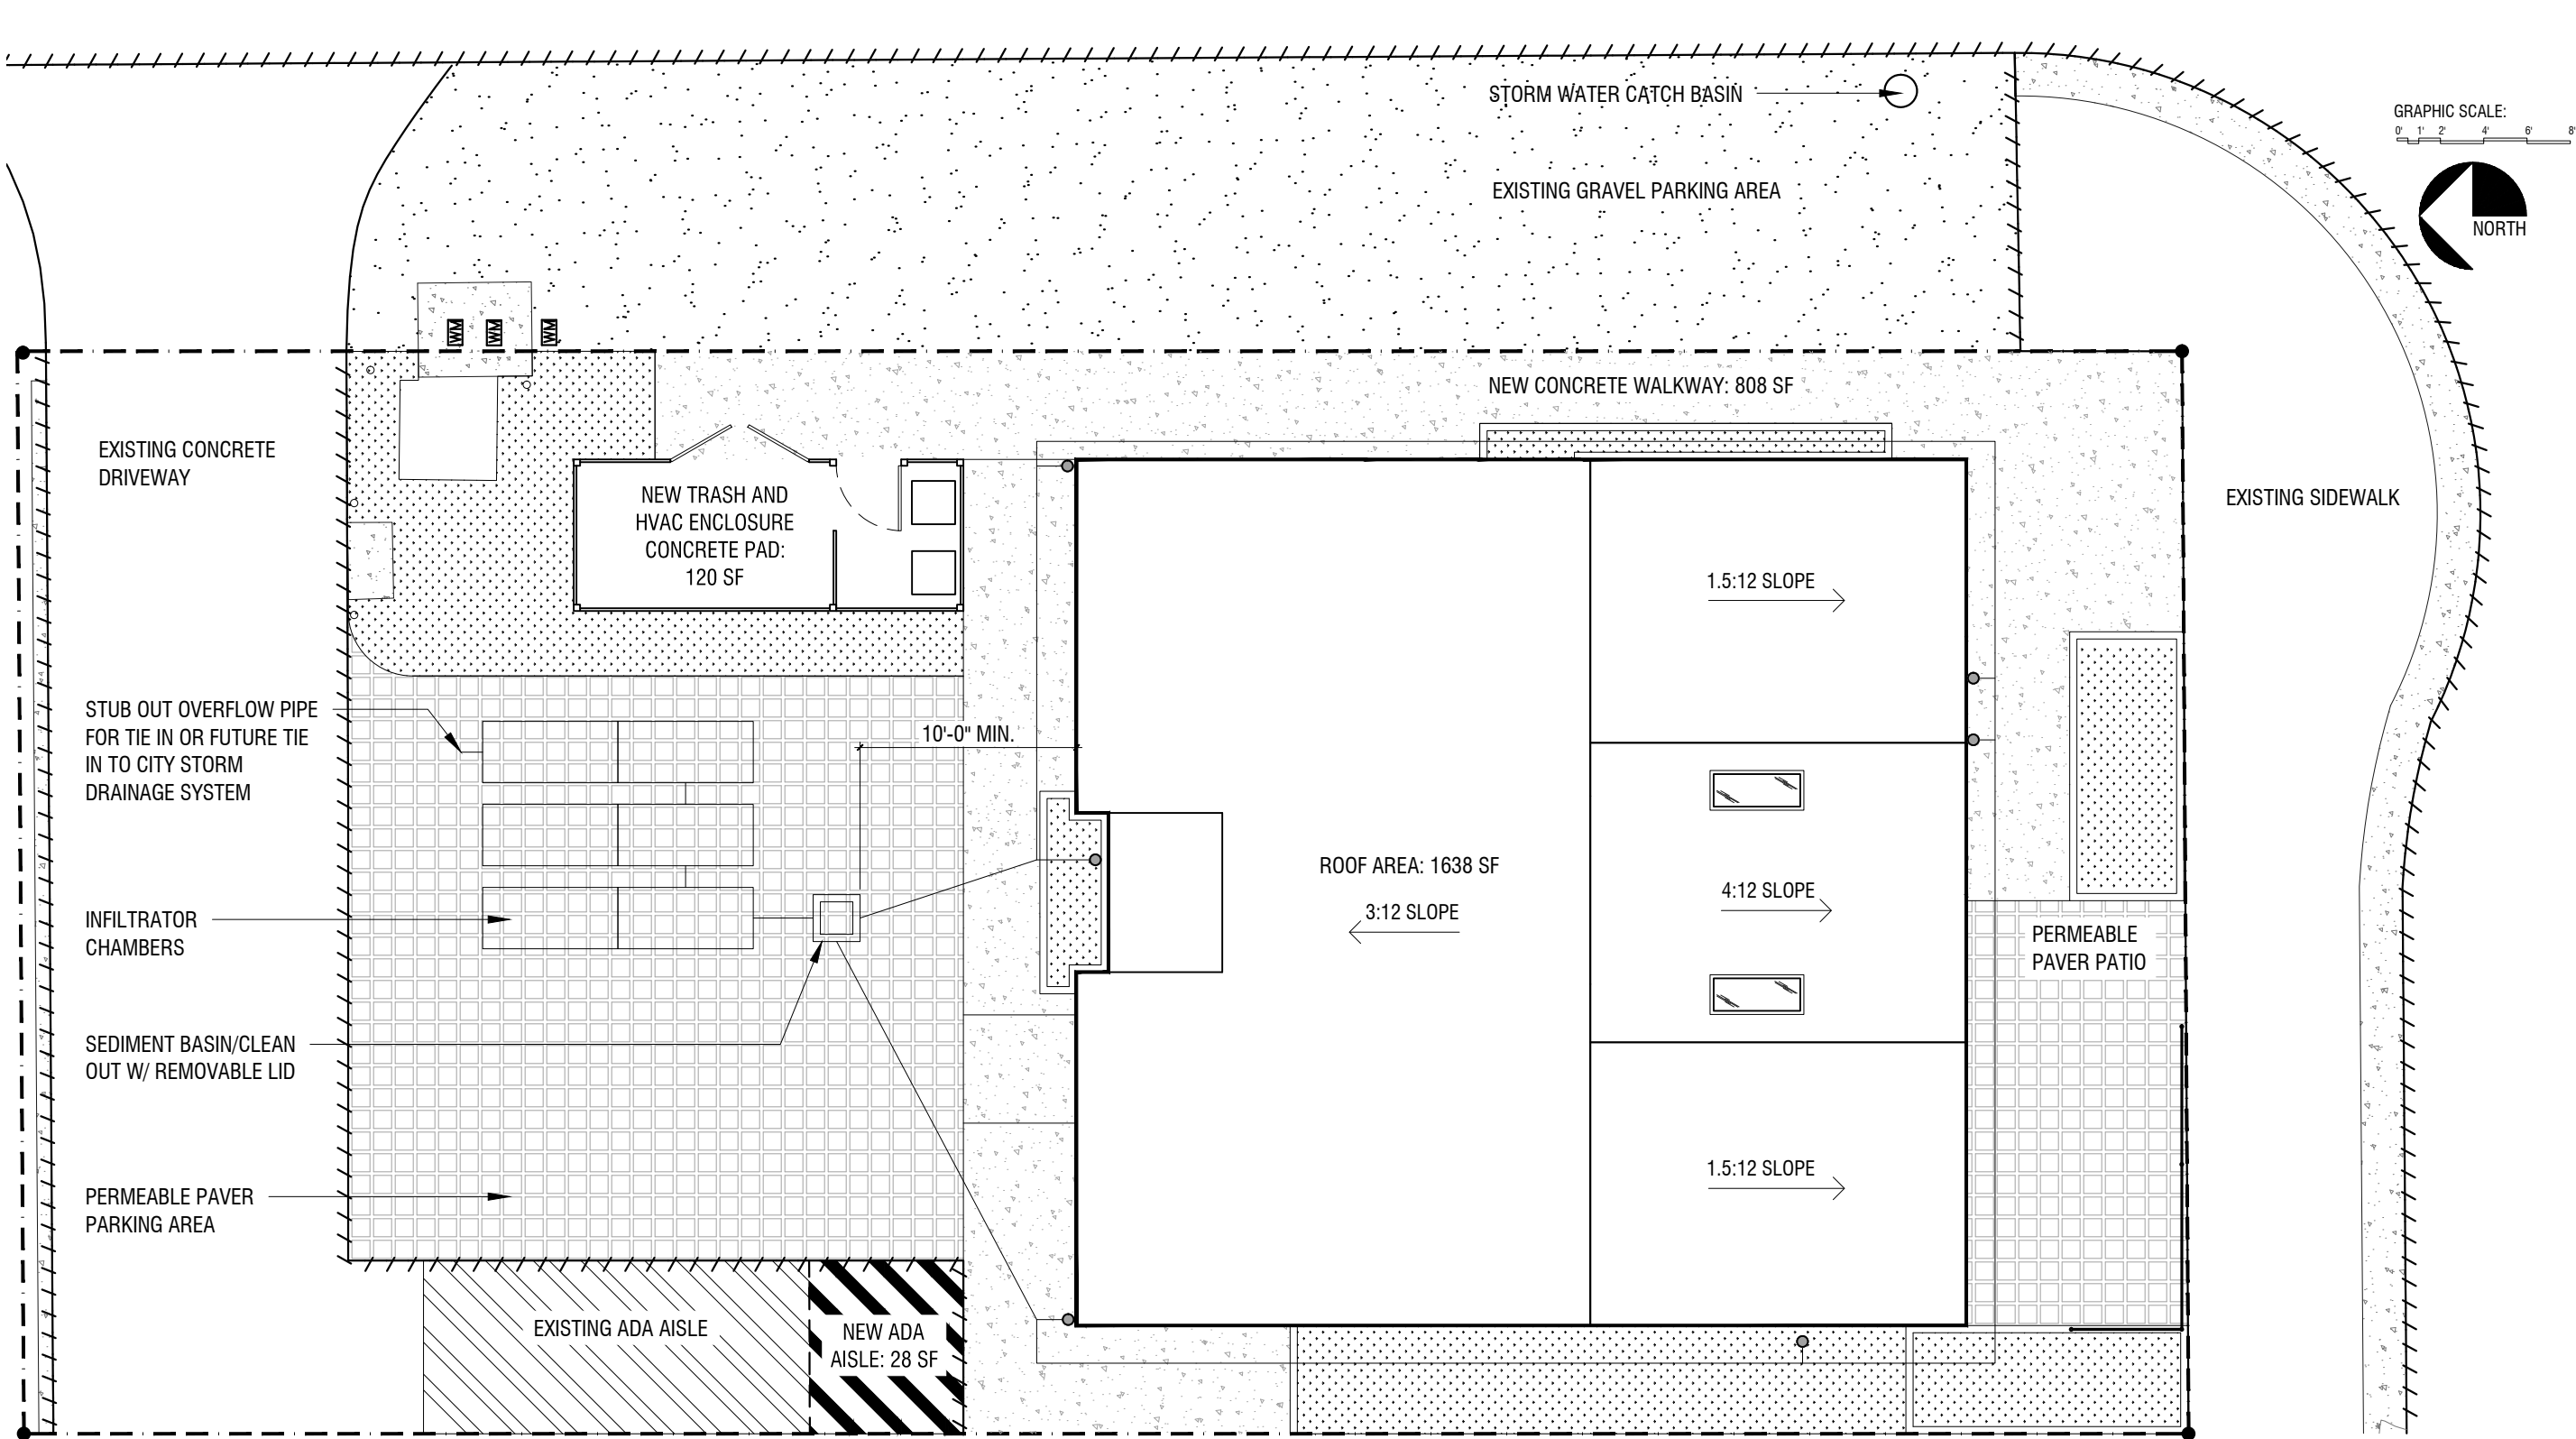 STORM WATER CATCH BASIN
GRAPHIC SCALE:
0' 1' 2' 4' 6' 8'
EXISTING GRAVEL PARKING AREA
NORTH
WM WM WM
NEW CONCRETE WALKWAY: 808 SF
EXISTING CONCRETE
DRIVEWAY
NEW TRASH AND
HVAC ENCLOSURE
CONCRETE PAD:
120 SF
EXISTING SIDEWALK
1.5:12 SLOPE
STUB OUT OVERFLOW PIPE
FOR TIE IN OR FUTURE TIE
IN TO CITY STORM
DRAINAGE SYSTEM
10'-0" MIN.
ROOF AREA: 1638 SF
3:12 SLOPE
4:12 SLOPE
INFILTRATOR
CHAMBERS
PERMEABLE
PAVER PATIO
SEDIMENT BASIN/CLEAN
OUT W/ REMOVABLE LID
1.5:12 SLOPE
PERMEABLE PAVER
PARKING AREA
EXISTING ADA AISLE
NEW ADA
AISLE: 28 SF